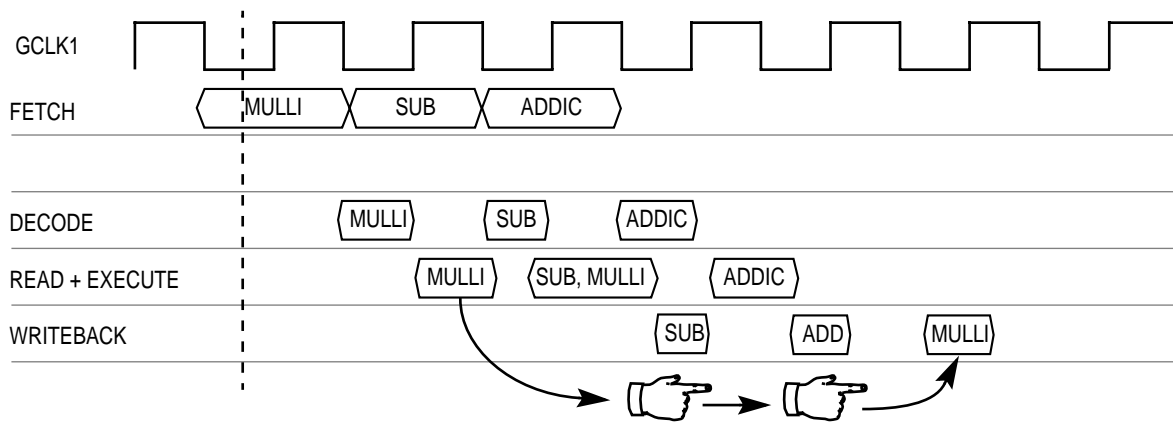 GCLK1
FETCH MULLI SUB ADDIC
DECODE MULLI SUB ADDIC
READ + EXECUTE MULLI SUB, MULLI ADDIC
WRITEBACK SUB ADD MULLI